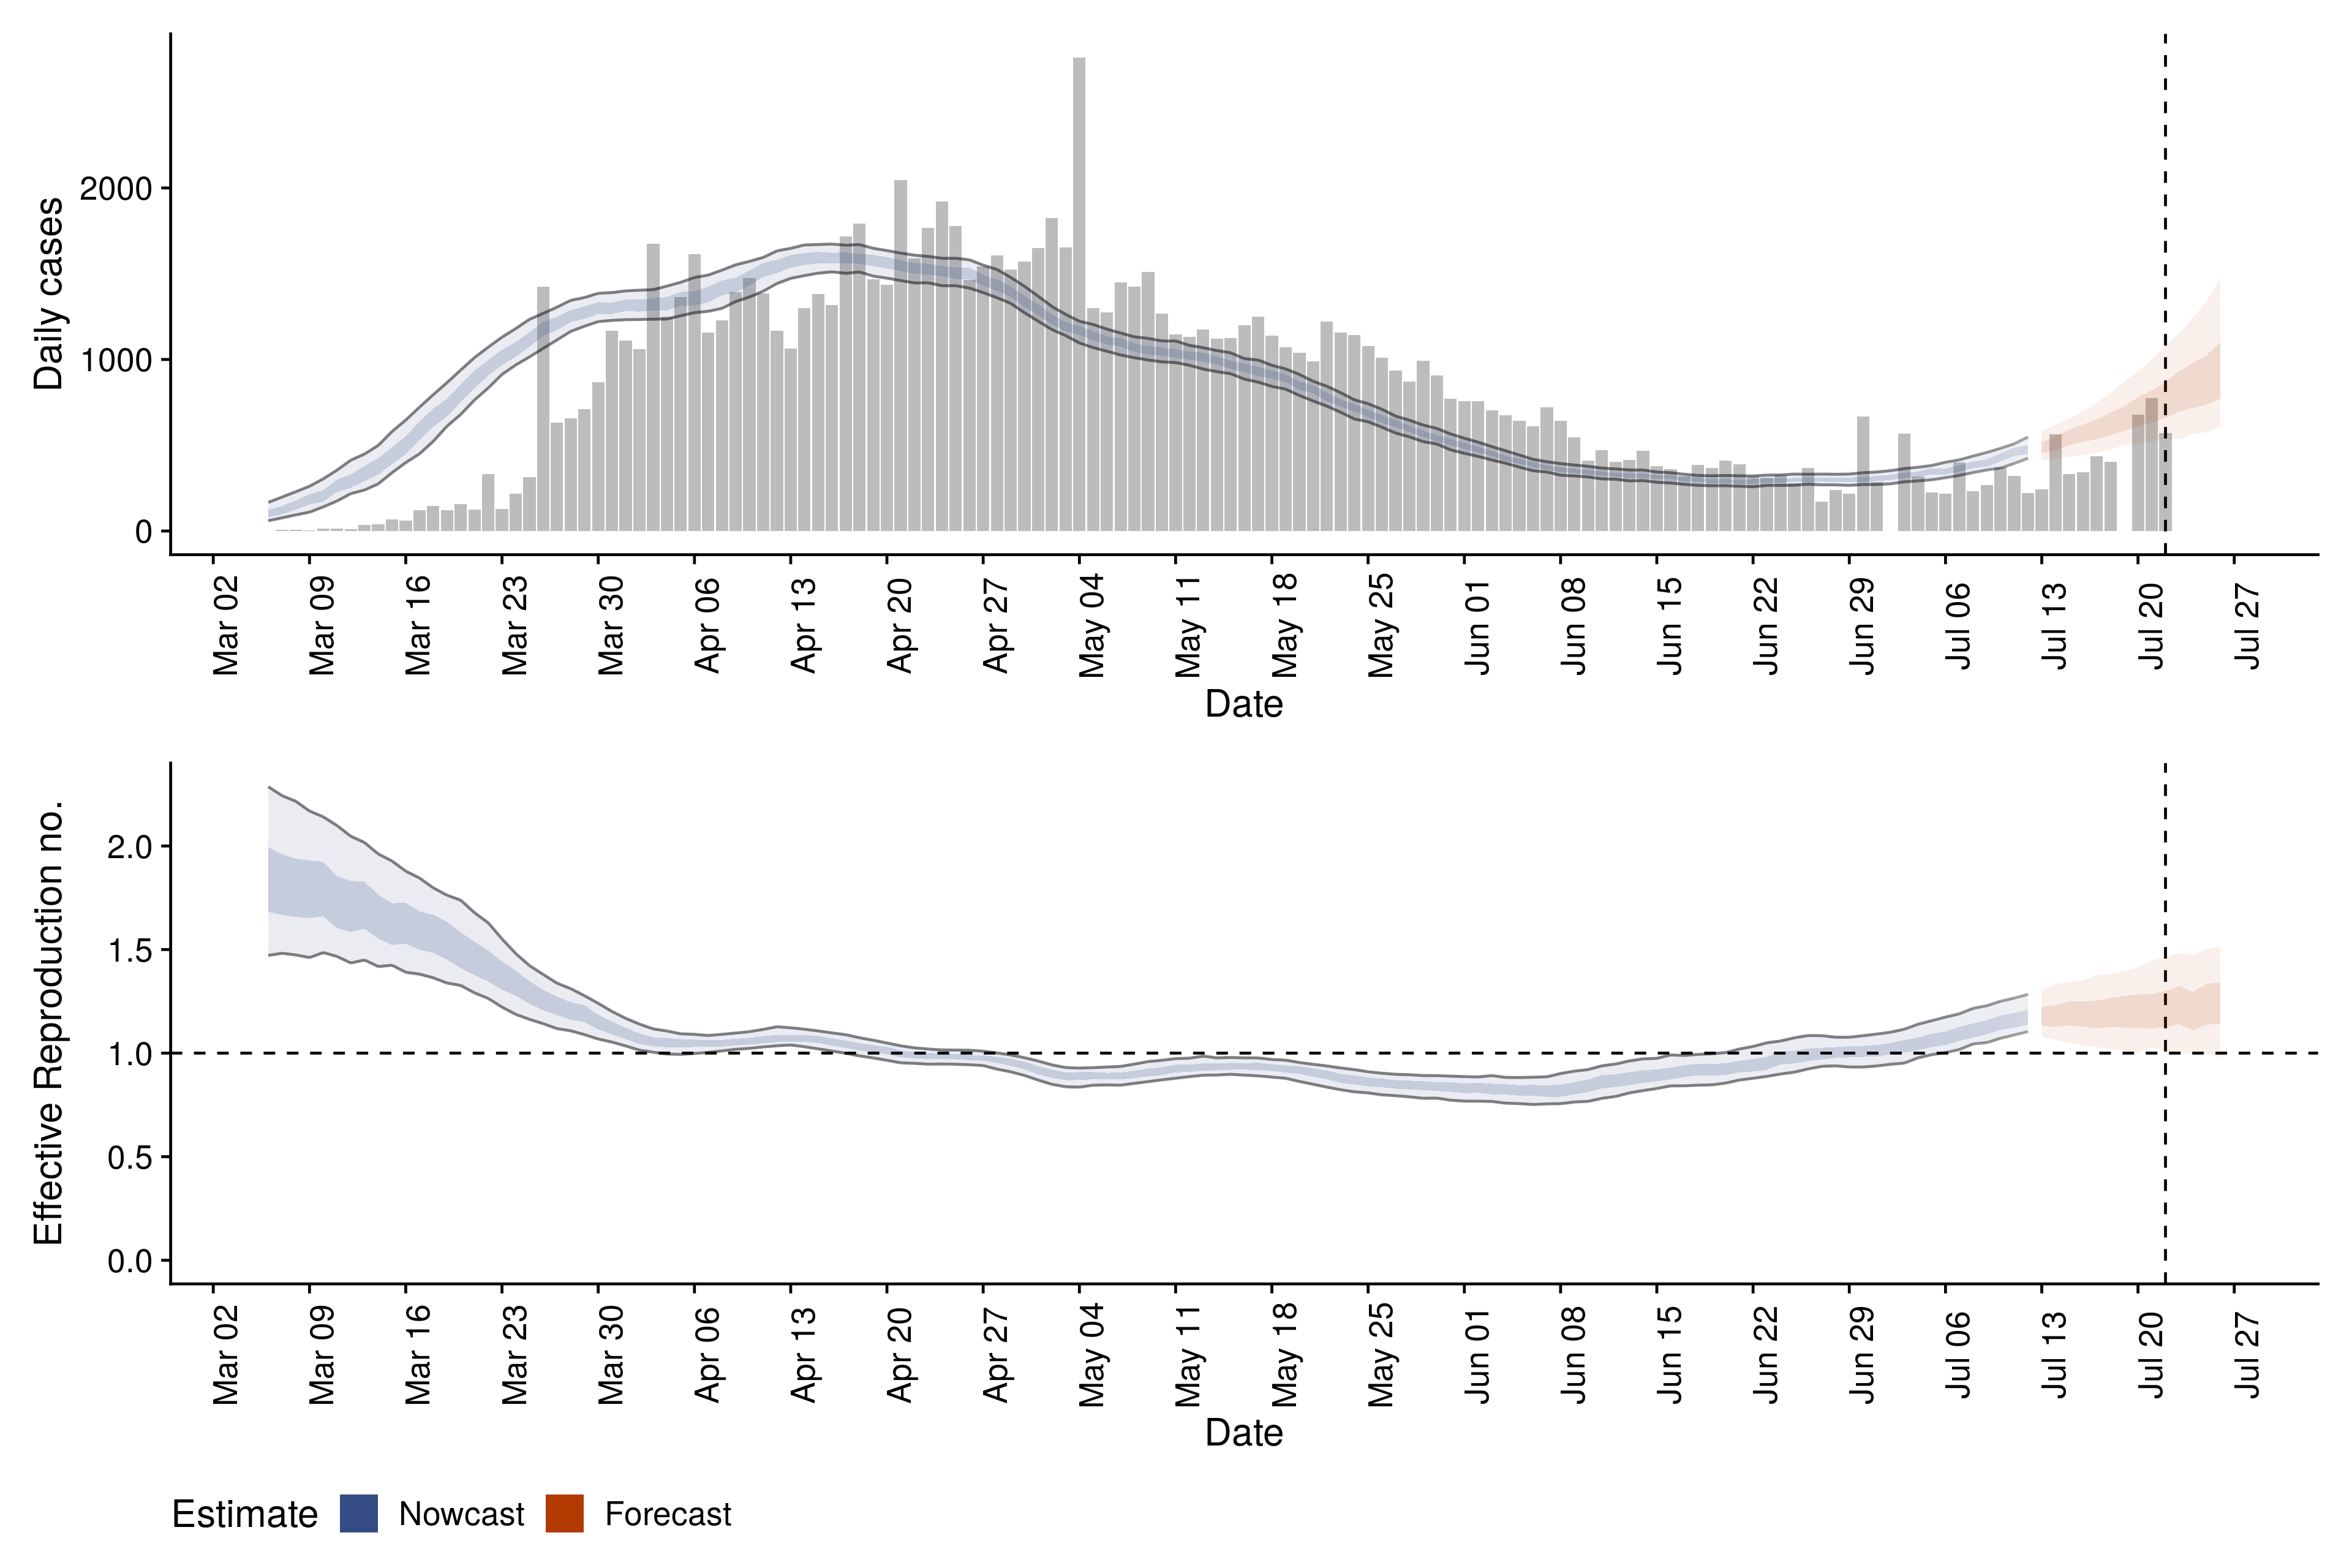 Daily cases
2000
1000
0
Mar 02 Mar 09 Mar 16 Mar 23 Mar 30 Apr 06 Apr 13 Apr 20 Apr 27 May 04 May 11 May 18 May 25 Jun 01 Jun 08 Jun 15 Jun 22 Jun 29 Jul 06 Jul 13 Jul 20 Jul 27
Date
Effective Reproduction no.
2.0
1.5
1.0
0.5
0.0
Mar 02 Mar 09 Mar 16 Mar 23 Mar 30 Apr 06 Apr 13 Apr 20 Apr 27 May 04 May 11 May 18 May 25 Jun 01 Jun 08 Jun 15 Jun 22 Jun 29 Jul 06 Jul 13 Jul 20 Jul 27
Date
Estimate Nowcast Forecast